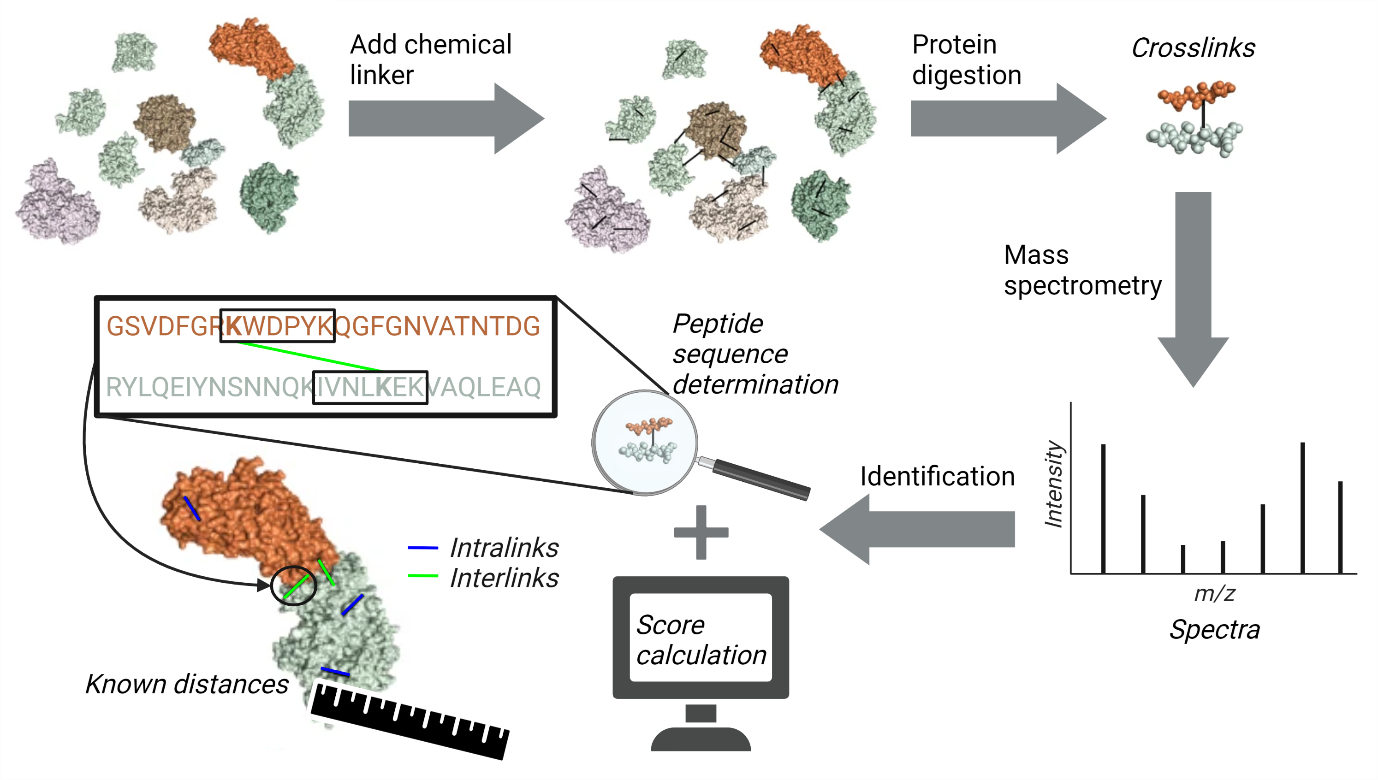 Add chemical
linker
Protein
digestion
Crosslinks
Mass
spectrometry
GSVDFGRKWDPYKQGFGNVATNTDG
RYLQEIYNSNNQKIVNLKEKVAQLEAQ
Peptide
sequence
determination
Identification
Intensity
m/z
Spectra
Intralinks
Interlinks
Score
calculation
Known distances